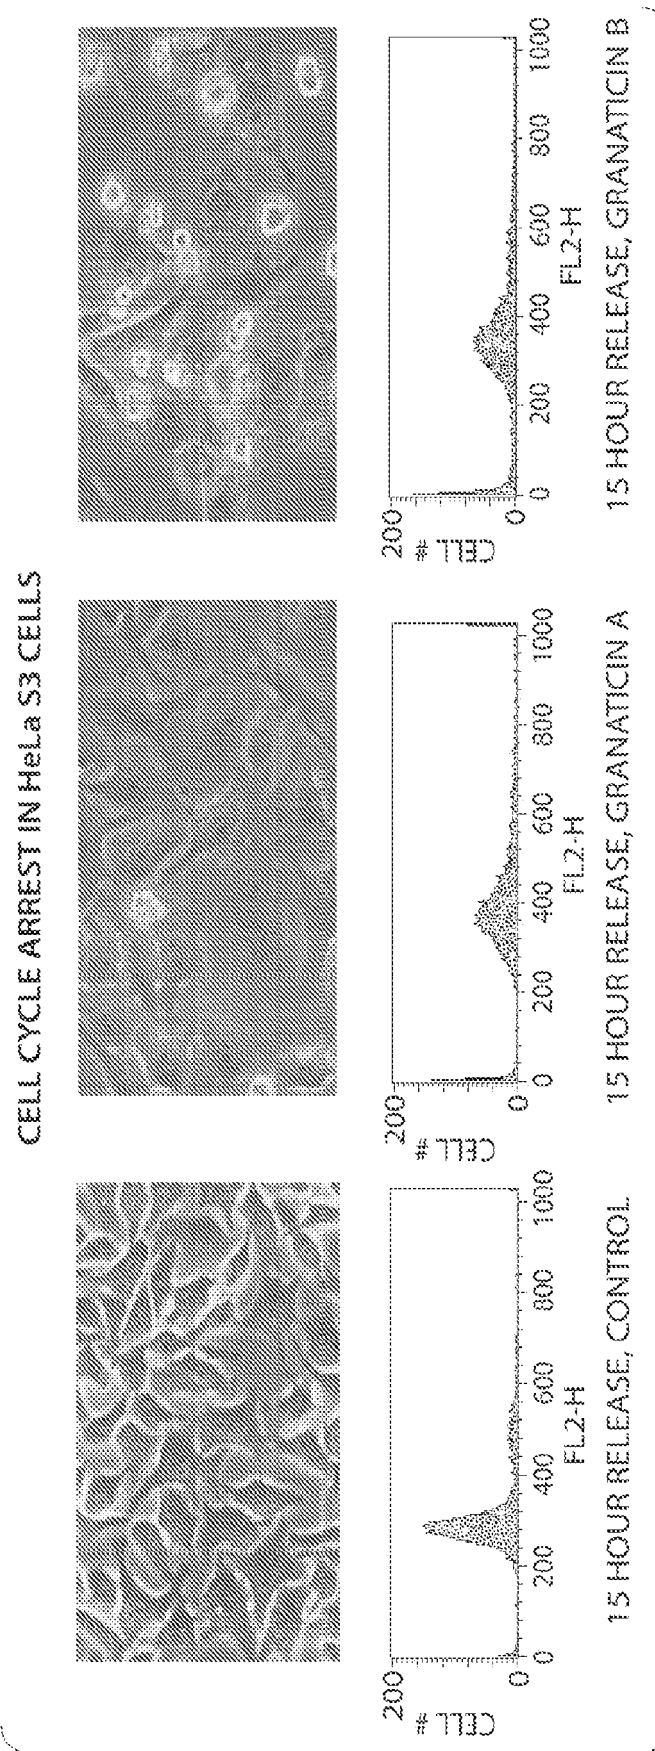 CELL CYCLE ARREST IN HeLa S3 CELLS
200
CELL #
0
0
200
400
600
800
1000
FL2-H
15 HOUR RELEASE, CONTROL
200
CELL #
0
0
200
400
600
800
1000
FL2-H
15 HOUR RELEASE, GRANATICIN A
200
CELL #
0
0
200
400
600
800
1000
FL2-H
15 HOUR RELEASE, GRANATICIN B